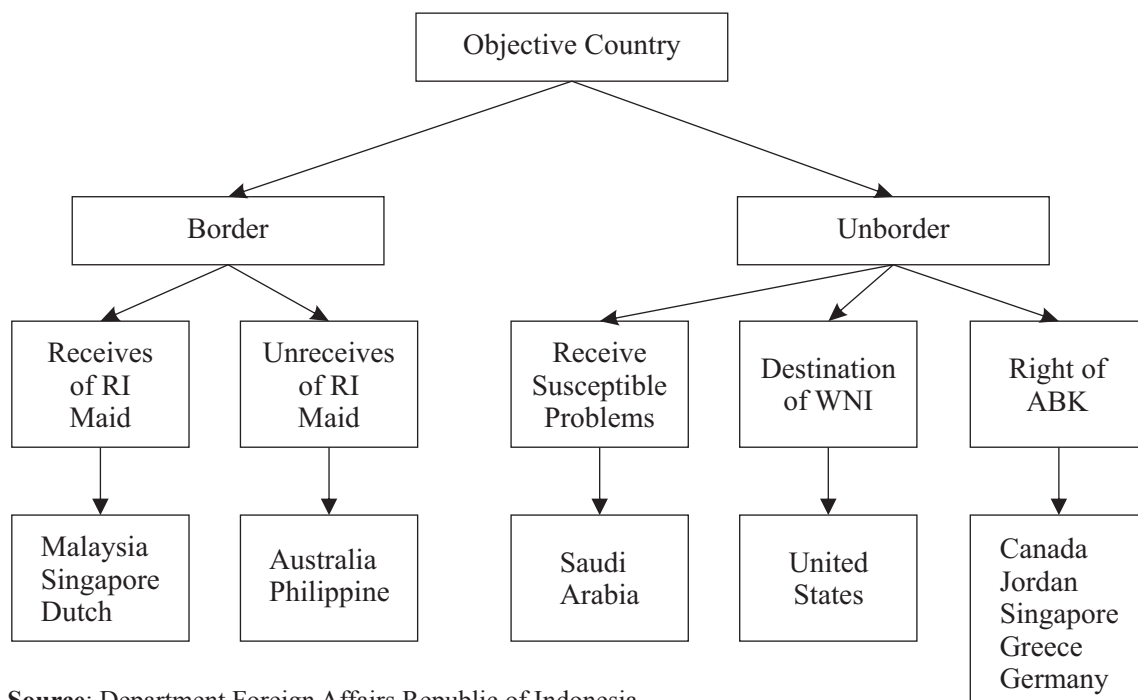 Objective Country
Border
Unborder
Receives
of RI
Maid
Unreceives
of RI
Maid
Receive
Susceptible
Problems
Destination
of WNI
Right of
ABK
Malaysia
Singapore
Dutch
Australia
Philippine
Saudi
Arabia
United
States
Canada
Jordan
Singapore
Greece
Germany
Source: Department Foreign Affairs Republic of Indonesia